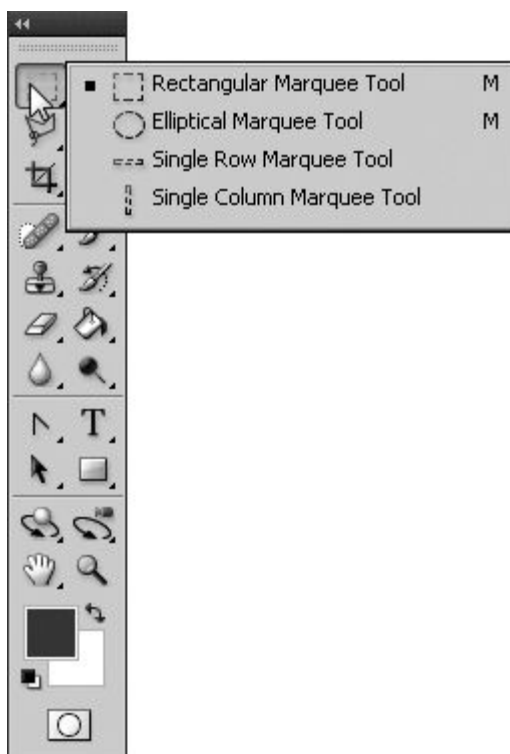 Rectangular Marquee Tool M
Elliptical Marquee Tool M
Single Row Marquee Tool
Single Column Marquee Tool
T